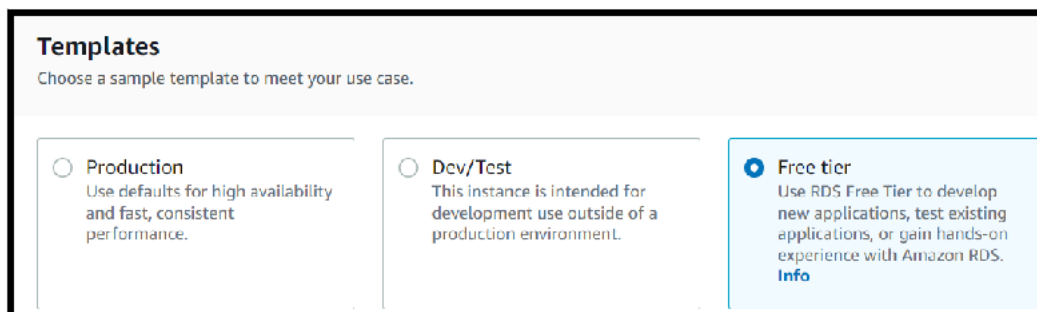 Templates
Choose a sample template to meet your use case.
Production
Use defaults for high availability
and fast, consistent
performance.
Dev/Test
This instance is intended for
development use outside of a
production environment.
Free tier
Use RDS Free Tier to develop
new applications, test existing
applications, or gain hands-on
experience with Amazon RDS.
Info